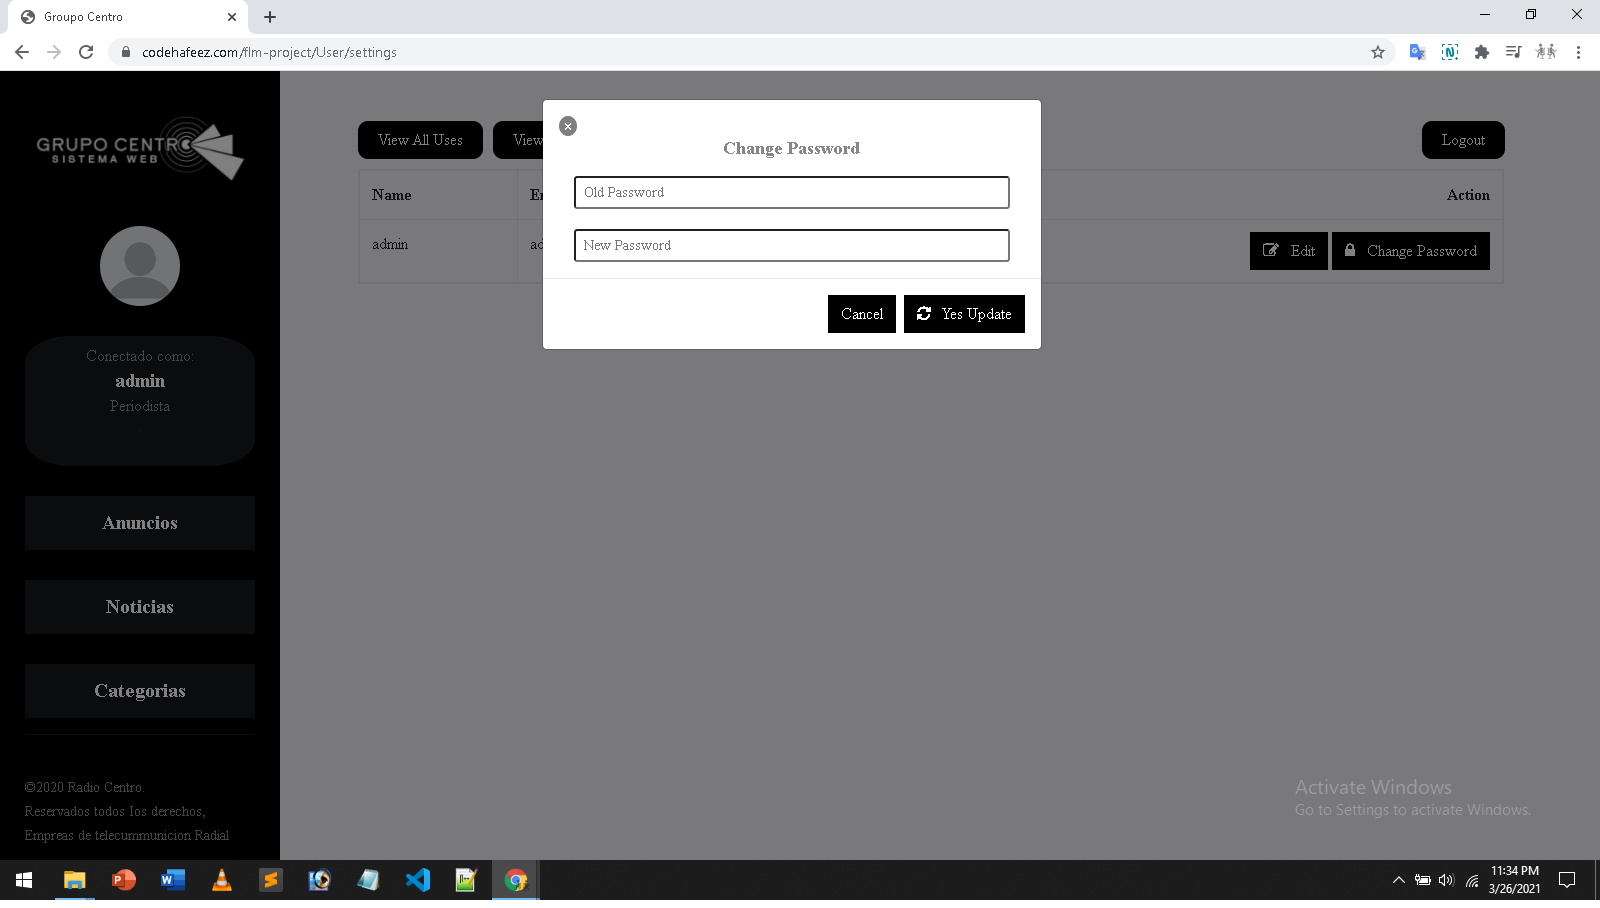 Groupo Centro
codehafeez.com/flm-project/User/settings
GRUPO CENTRO
SISTEMA WEB
Conectado como:
admin
Periodista
Anuncios
Noticias
Categorias
©2020 Radio Centro.
Reservados todos los derechos,
Empreas de telecummunicion Radial
View All Uses
View
Logout
Name
Action
admin
Edit
Change Password
Change Password
Old Password
New Password
Cancel
Yes Update
Activate Windows
Go to Settings to activate Windows.
11:34 PM
3/26/2021